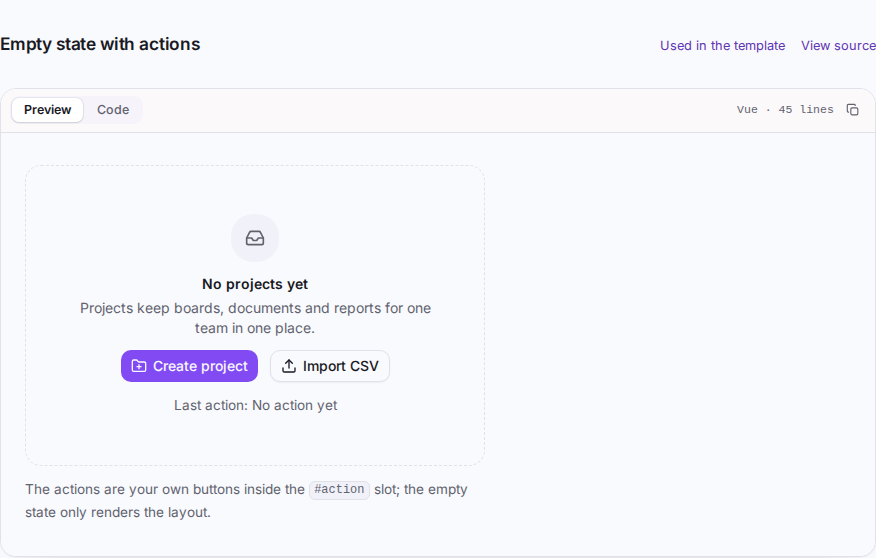 Empty state with actions
Used in the template
View source
Preview
Code
Vue · 45 lines
No projects yet
Projects keep boards, documents and reports for one
team in one place.
Create project
Import CSV
Last action: No action yet
The actions are your own buttons inside the #action slot; the empty
state only renders the layout.